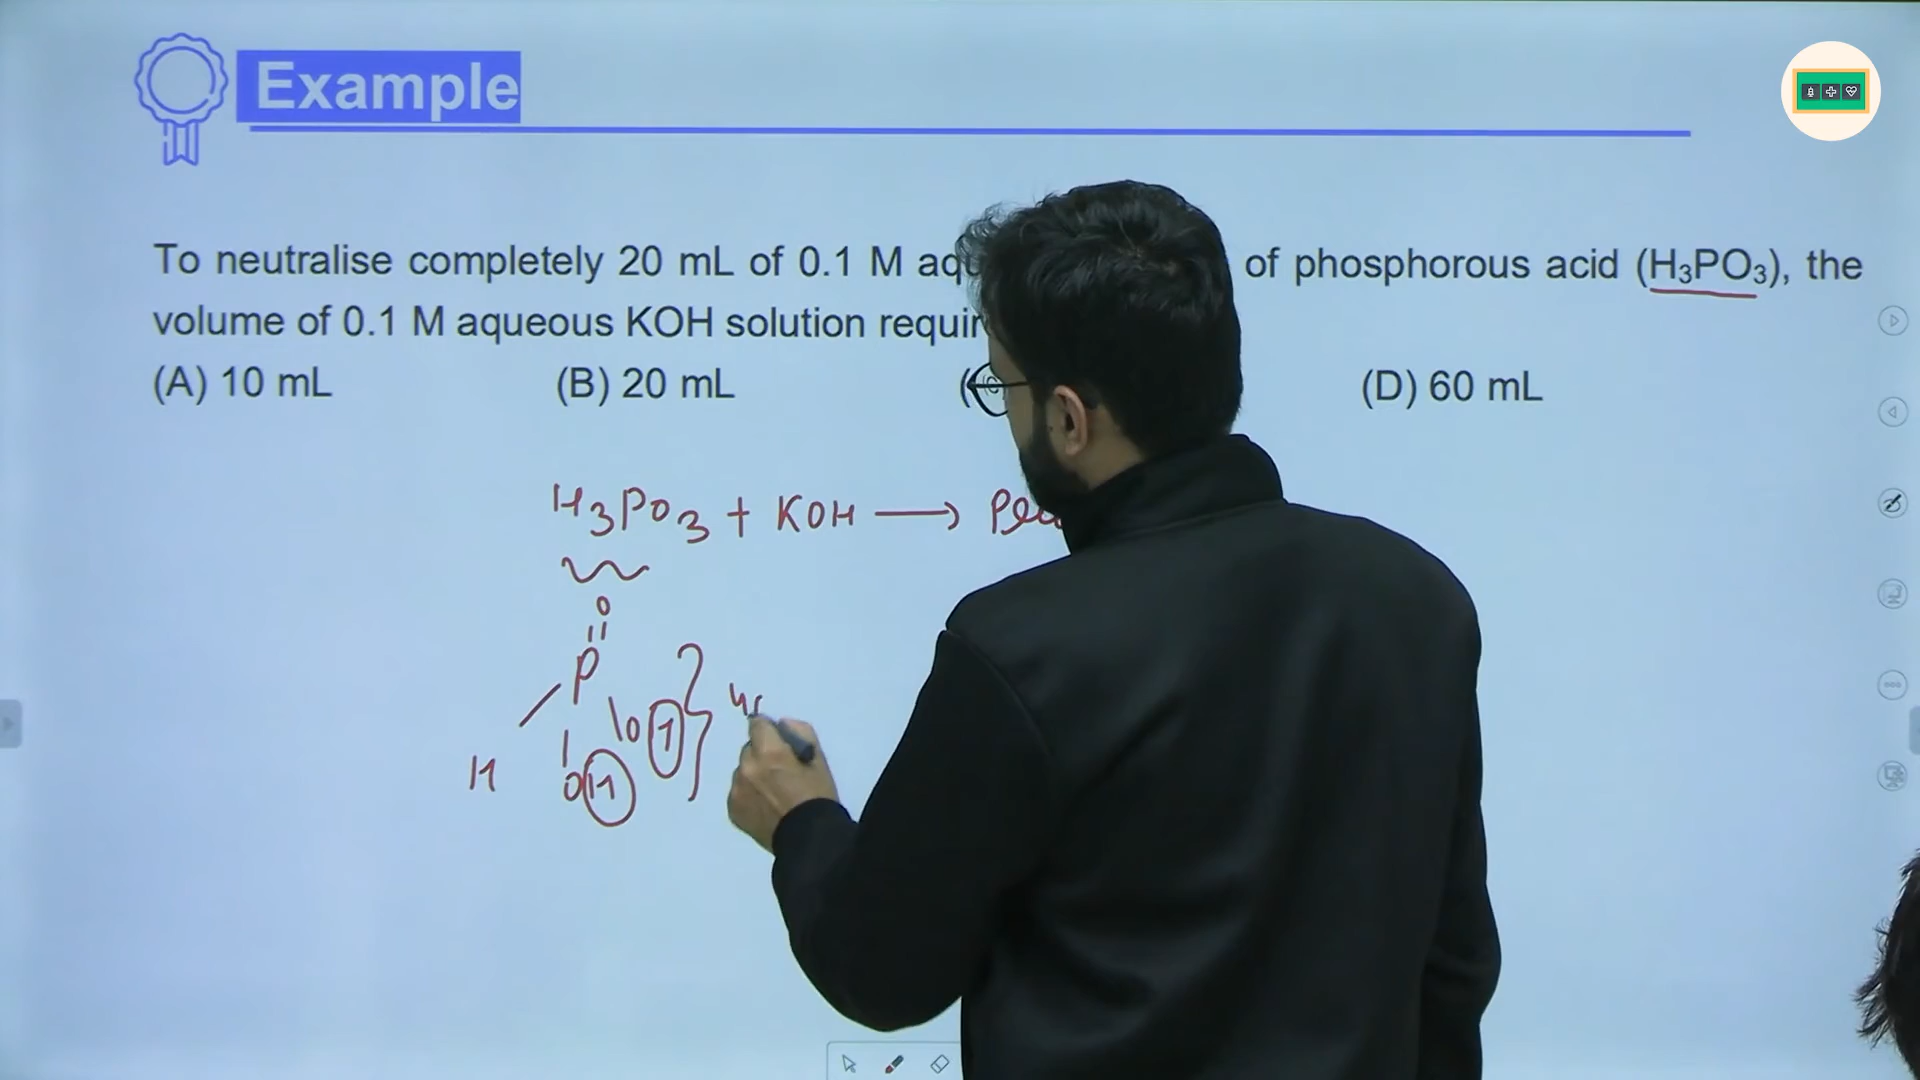 Example
To neutralise completely 20 mL of 0.1 M aq of phosphorous acid (H₃PO₃), the
volume of 0.1 M aqueous KOH solution requir
(A) 10 mL (B) 20 mL (D) 60 mL
H₃PO₃ + KOH ⟶
O
||
P
H OH OH